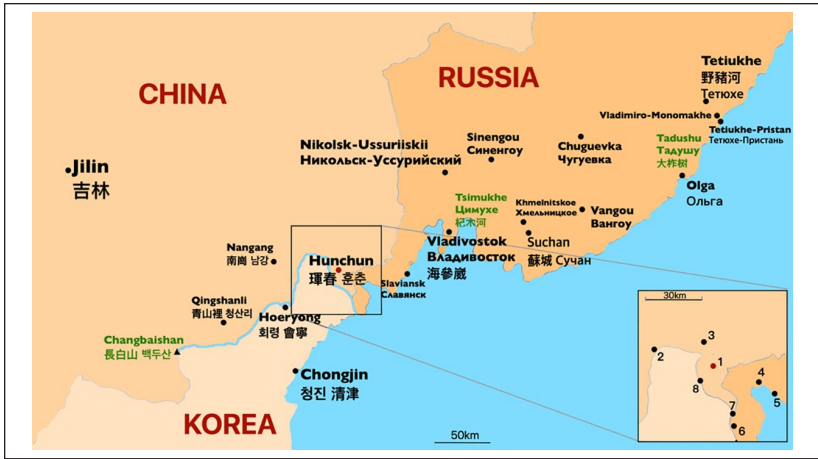 CHINA
RUSSIA
KOREA
Jilin
吉林
Nikolsk-Ussuriiskii
Никольск-Уссурийский
Sinengou
Синенгоу
Chuguevka
Чугуевка
Tetiukhe
野豬河
Тетюхе
Vladimiro-Monomakhe
Tetiukhe-Pristan
Тетюхе-Пристань
Tadushu
Тадушу
大柞树
Olga
Ольга
Tsimukhe
Цимухе
杞木河
Khmelnitskoe
Хмельницкое
Vangou
Вангоу
Suchan
蘇城 Сучан
Vladivostok
Владивосток
海參崴
Slaviansk
Славянск
Nangang
南崗 남강
Hunchun
琿春 훈춘
Qingshanli
青山裡 청산리
Hoeryong
회령 會寧
Changbaishan
長白山 백두산
Chongjin
청진 清津
50km
30km
3
2
1
4
8
5
7
6